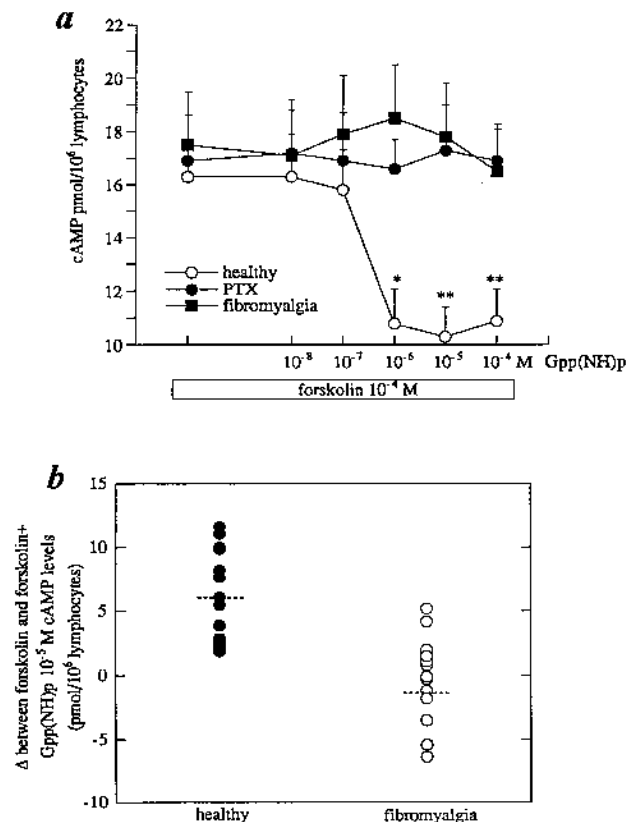 a
22
20
18
16
14
12
10
cAMP pmol/10⁶ lymphocytes
* ** **
healthy
PTX
fibromyalgia
10⁻⁸ 10⁻⁷ 10⁻⁶ 10⁻⁵ 10⁻⁴ M Gpp(NH)p
forskolin 10⁻⁴ M
b
15
10
5
0
-5
-10
Δ between forskolin and forskolin+
Gpp(NH)p 10⁻⁵ M cAMP levels
(pmol/10⁶ lymphocytes)
healthy fibromyalgia